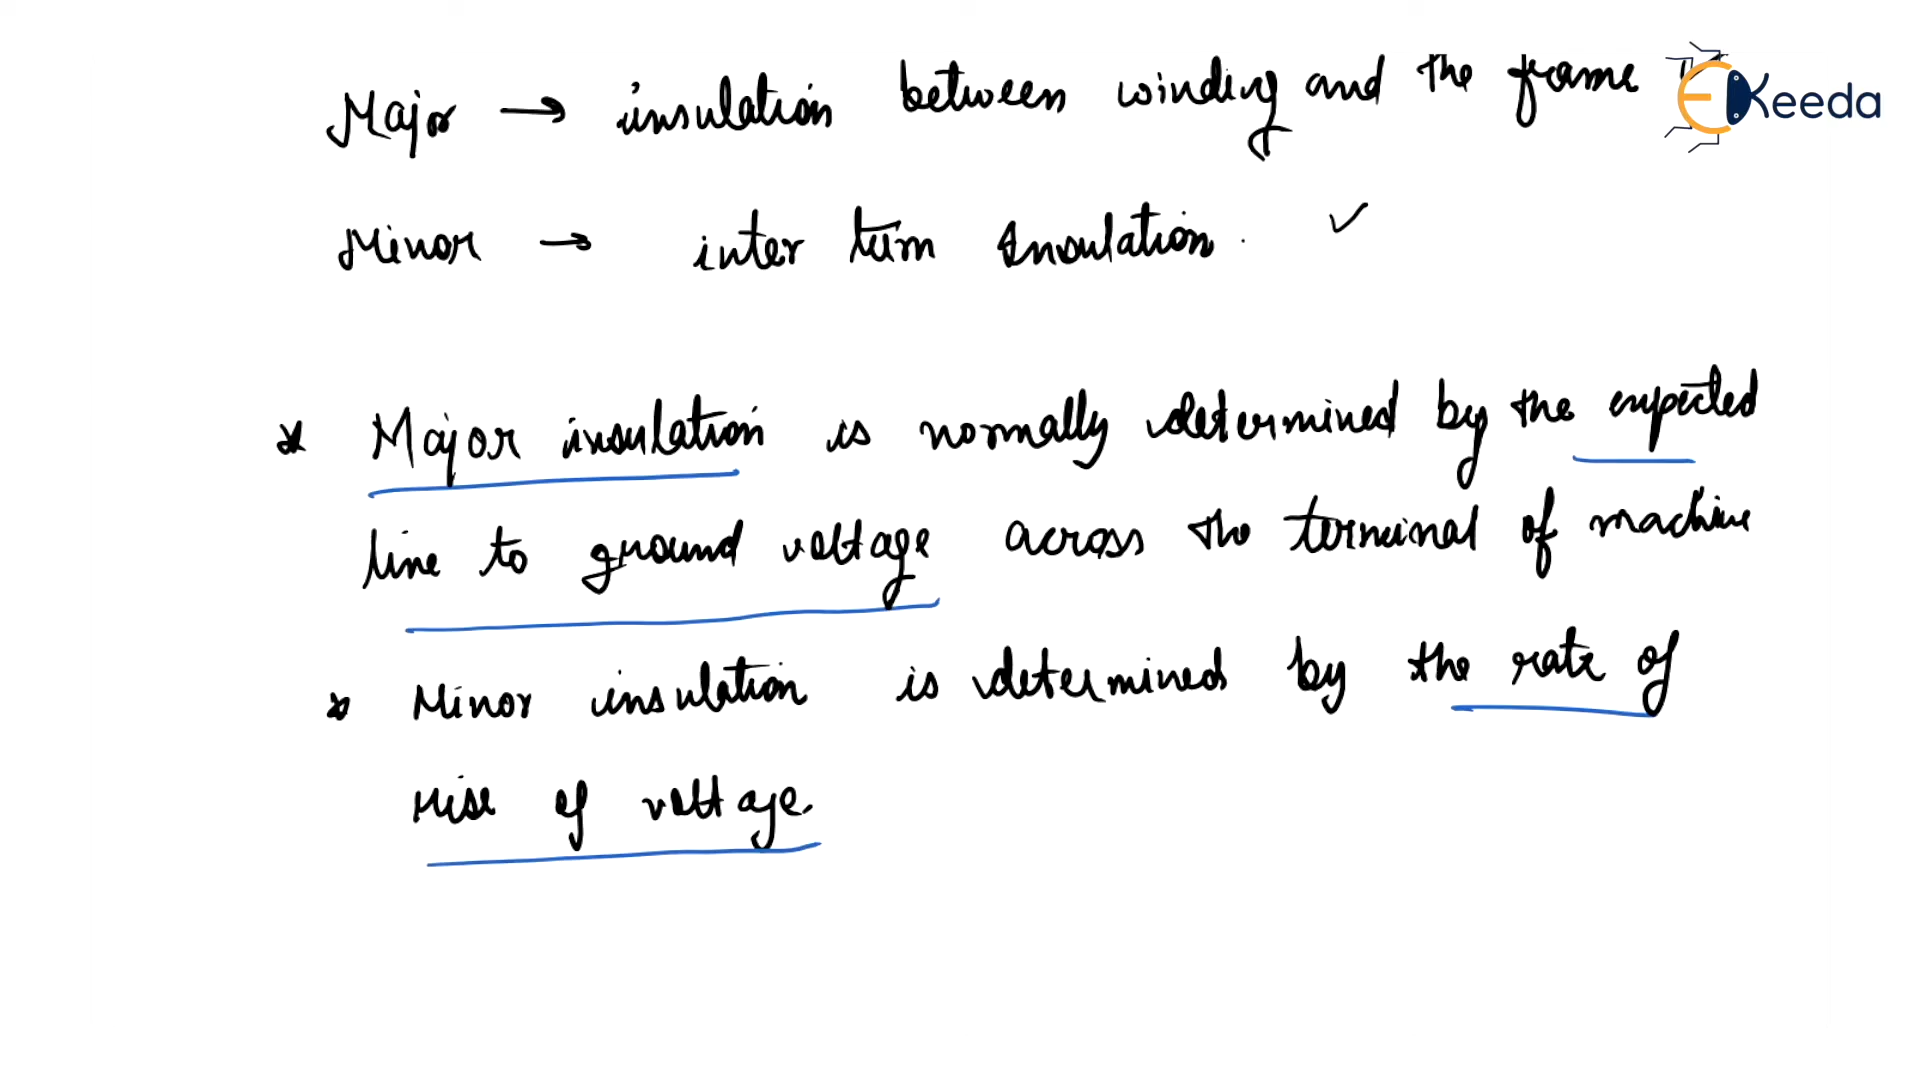 Major → insulation between winding and the frame
Keeda
Minor → inter turn Insulation. ✓
* Major insulation is normally determined by the expected
line to ground voltage across the terminal of machine
* Minor insulation is determined by the rate of
rise of voltage.